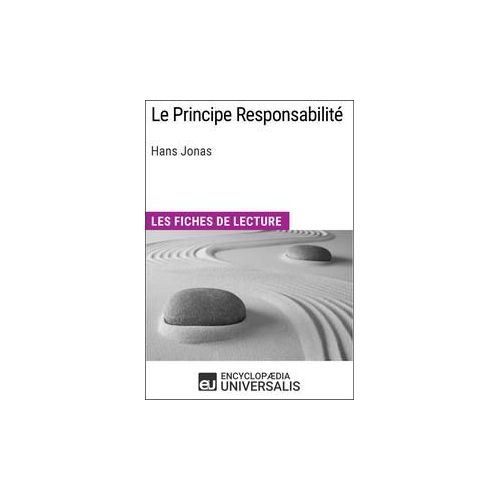 Le Principe Responsabilité
Hans Jonas
LES FICHES DE LECTURE
eu
ENCYCLOPÆDIA
UNIVERSALIS